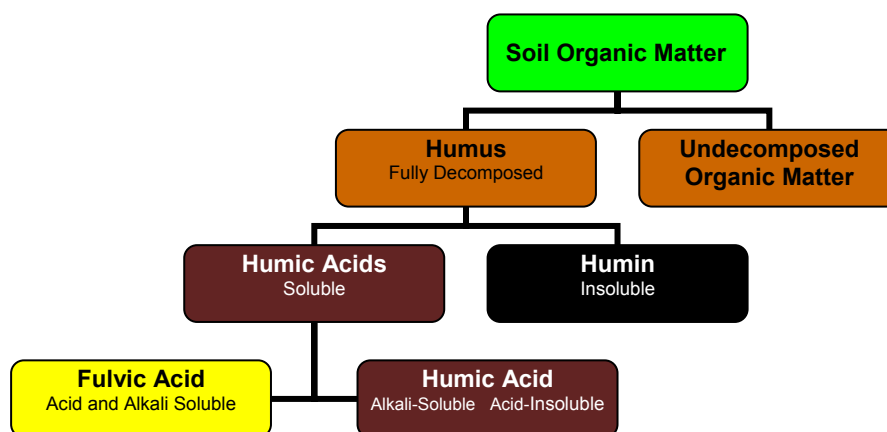 Soil Organic Matter
Humus
Fully Decomposed
Undecomposed
Organic Matter
Humic Acids
Soluble
Humin
Insoluble
Fulvic Acid
Acid and Alkali Soluble
Humic Acid
Alkali-Soluble Acid-Insoluble